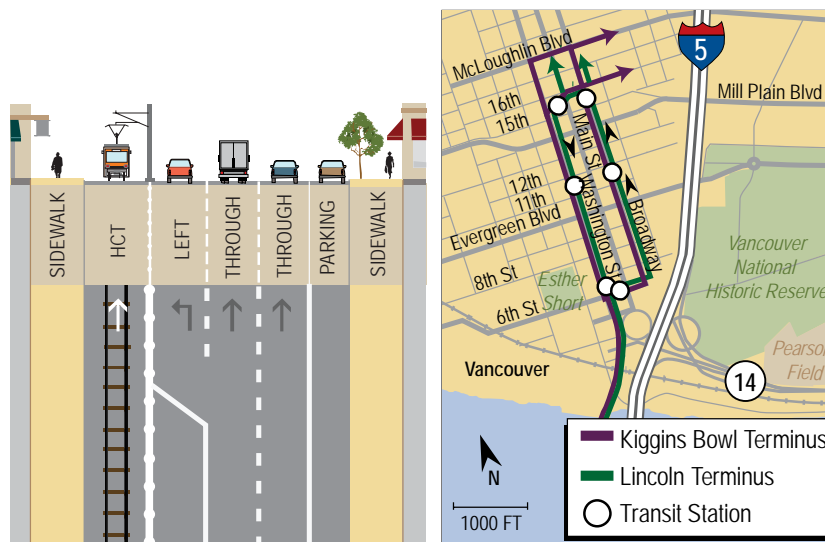 SIDEWALK
HCT
LEFT
THROUGH
THROUGH
PARKING
SIDEWALK
McLoughlin Blvd
5
Mill Plain Blvd
16th
15th
Main St
12th
11th
Washington St
Broadway
Evergreen Blvd
Vancouver
National
Historic Reserve
8th St
Esther
Short
6th St
Pearson
Field
Vancouver
14
N
1000 FT
Kiggins Bowl Terminus
Lincoln Terminus
Transit Station